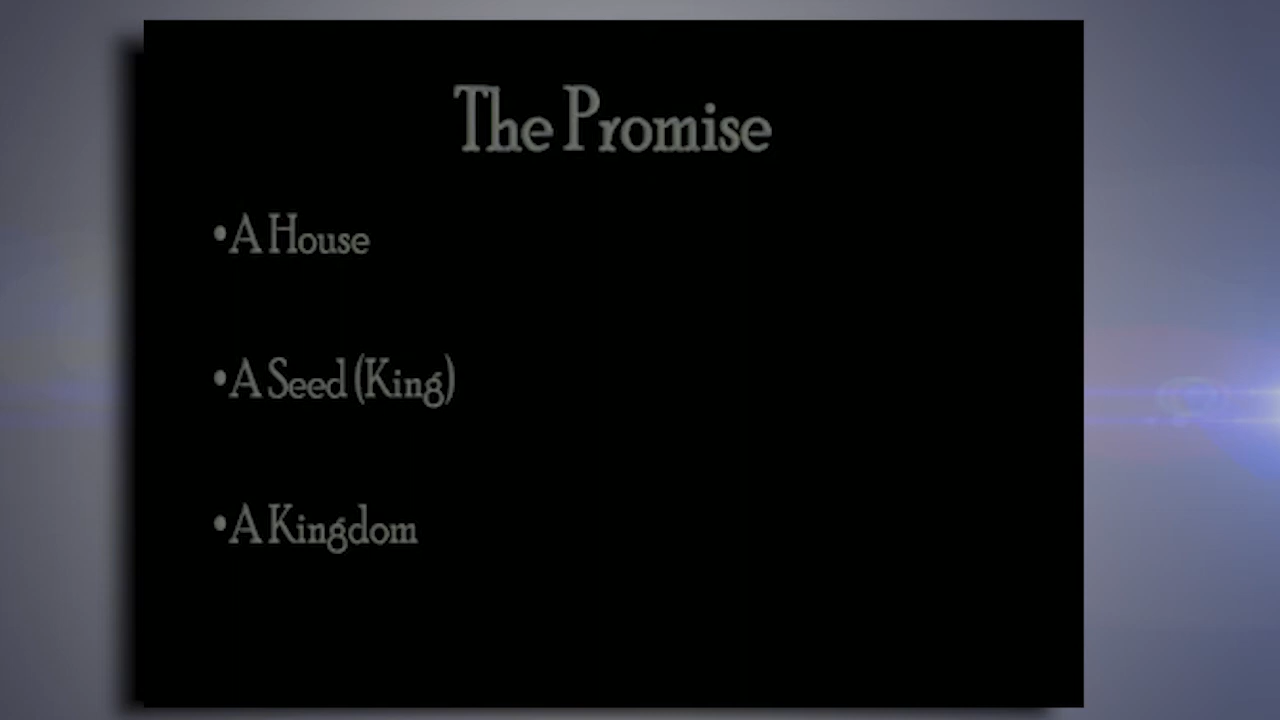 The Promise
•A House
•A Seed (King)
•A Kingdom